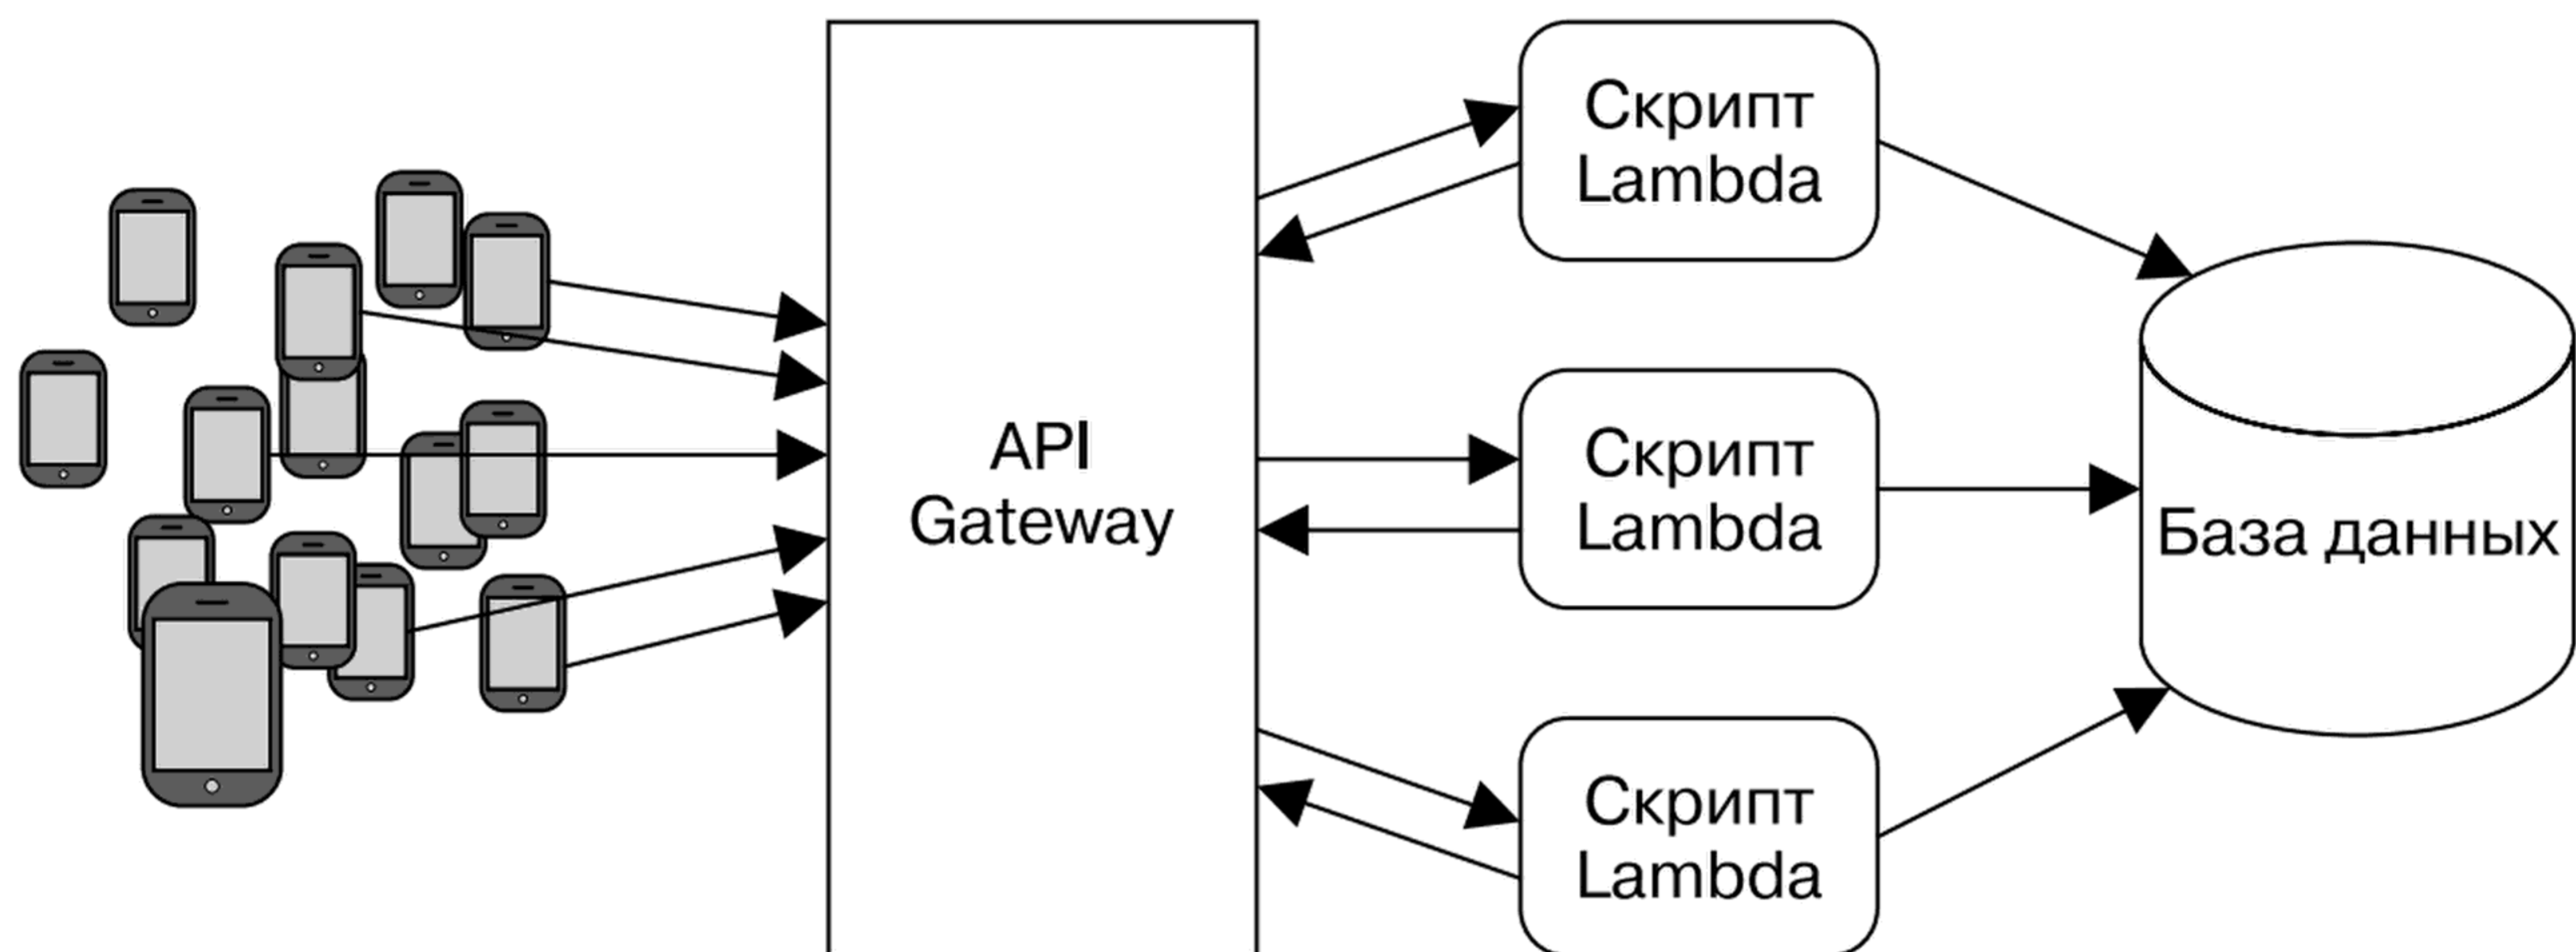 API
Gateway
Скрипт
Lambda
Скрипт
Lambda
Скрипт
Lambda
База данных